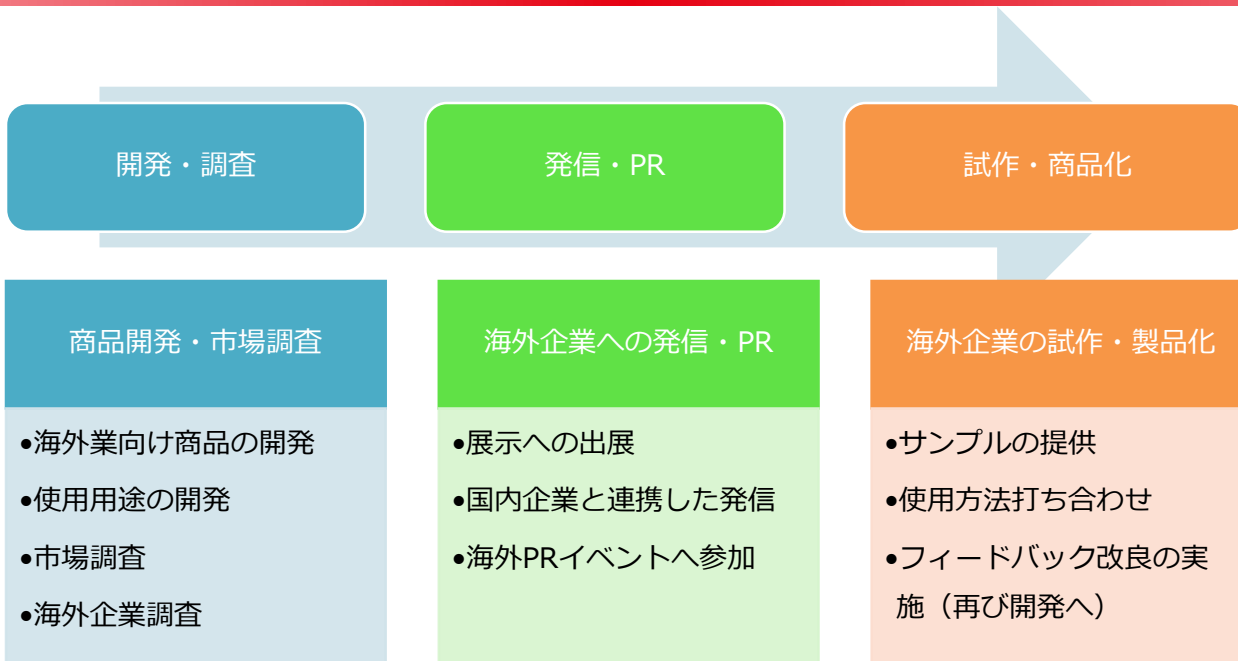 開発・調査
発信・PR
試作・商品化
商品開発・市場調査
•海外業向け商品の開発
•使用用途の開発
•市場調査
•海外企業調査
海外企業への発信・PR
•展示への出展
•国内企業と連携した発信
•海外PRイベントへ参加
海外企業の試作・製品化
•サンプルの提供
•使用方法打ち合わせ
•フィードバック改良の実
施（再び開発へ）